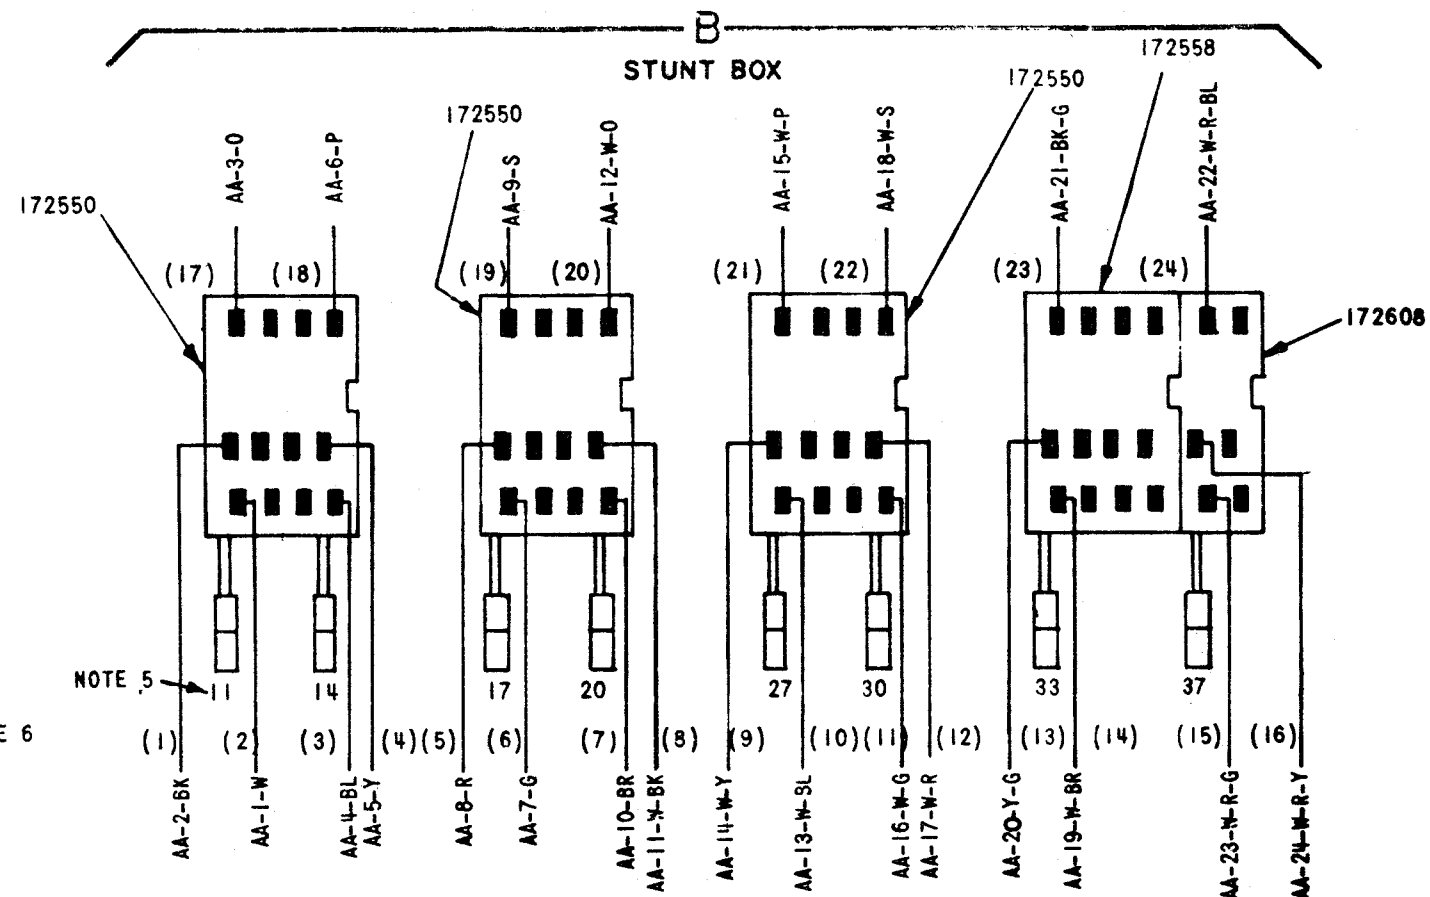 B
STUNT BOX
172558
172550
172550
172550
172608
AA-3-O
AA-6-P
AA-9-S
AA-12-W-O
AA-15-W-P
AA-18-W-S
AA-21-BK-G
AA-22-W-R-BL
(17) (18) (19) (20) (21) (22) (23) (24)
NOTE 5
11 14 17 20 27 30 33 37
E 6
(1) (2) (3) (4) (5) (6) (7) (8) (9) (10) (11) (12) (13) (14) (15) (16)
AA-2-BK
AA-1-W
AA-4-BL
AA-5-Y
AA-8-R
AA-7-G
AA-10-BR
AA-11-W-BK
AA-14-W-Y
AA-13-W-BL
AA-16-W-G
AA-17-W-R
AA-20-Y-G
AA-19-W-BR
AA-23-W-R-G
AA-24-W-R-Y